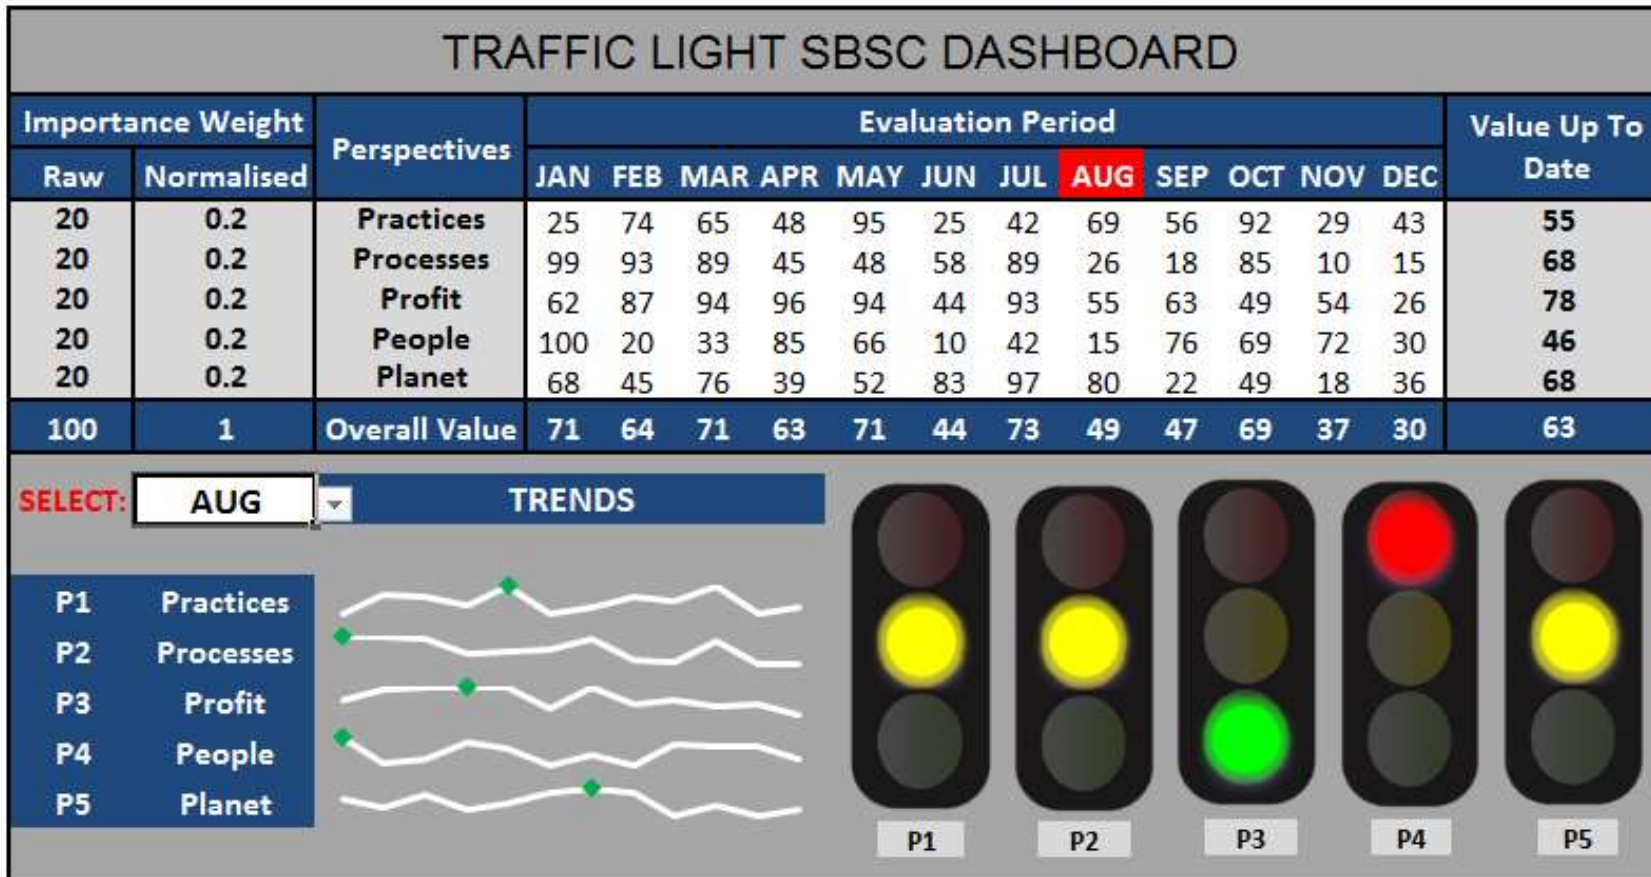 TRAFFIC LIGHT SBSC DASHBOARD
Importance Weight Perspectives Evaluation Period Value Up To Date
Raw Normalised JAN FEB MAR APR MAY JUN JUL AUG SEP OCT NOV DEC
20 0.2 Practices 25 74 65 48 95 25 42 69 56 92 29 43 55
20 0.2 Processes 99 93 89 45 48 58 89 26 18 85 10 15 68
20 0.2 Profit 62 87 94 96 94 44 93 55 63 49 54 26 78
20 0.2 People 100 20 33 85 66 10 42 15 76 69 72 30 46
20 0.2 Planet 68 45 76 39 52 83 97 80 22 49 18 36 68
100 1 Overall Value 71 64 71 63 71 44 73 49 47 69 37 30 63
SELECT: AUG TRENDS
P1 Practices
P2 Processes
P3 Profit
P4 People
P5 Planet
P1 P2 P3 P4 P5